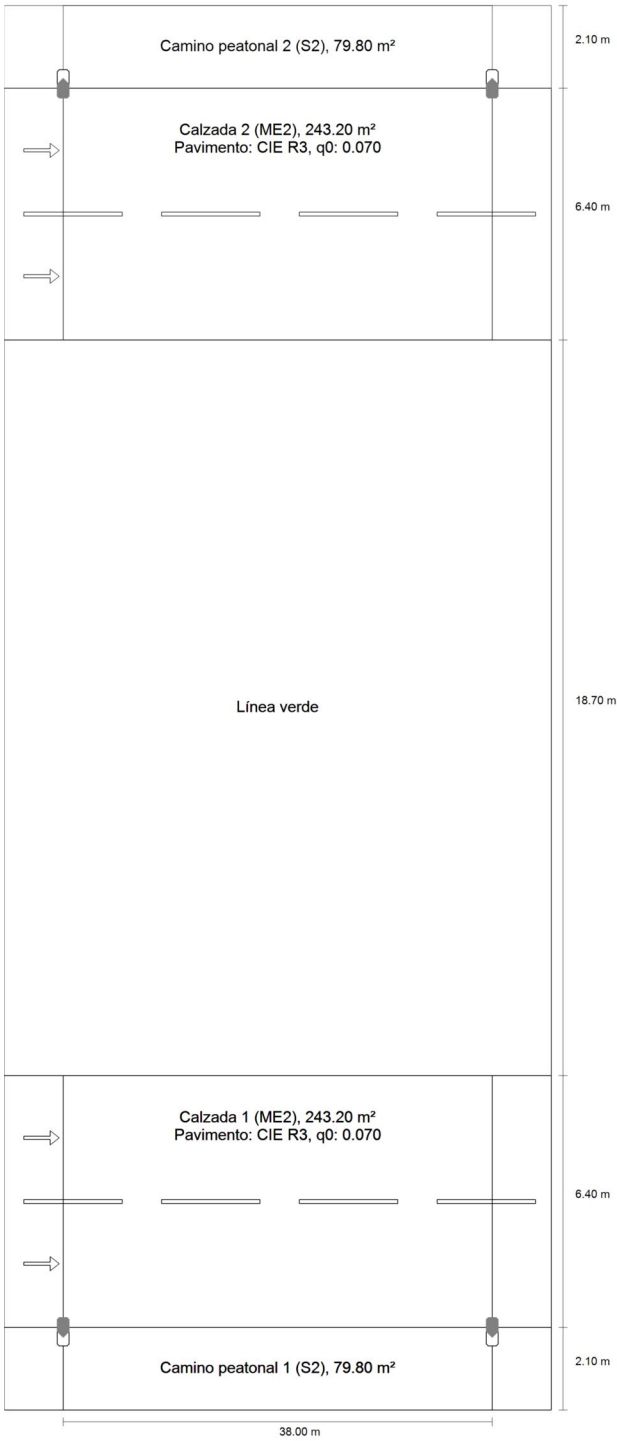 Camino peatonal 2 (S2), 79.80 m²
2.10 m
Calzada 2 (ME2), 243.20 m²
Pavimento: CIE R3, q0: 0.070
6.40 m
Línea verde
18.70 m
Calzada 1 (ME2), 243.20 m²
Pavimento: CIE R3, q0: 0.070
6.40 m
Camino peatonal 1 (S2), 79.80 m²
2.10 m
38.00 m